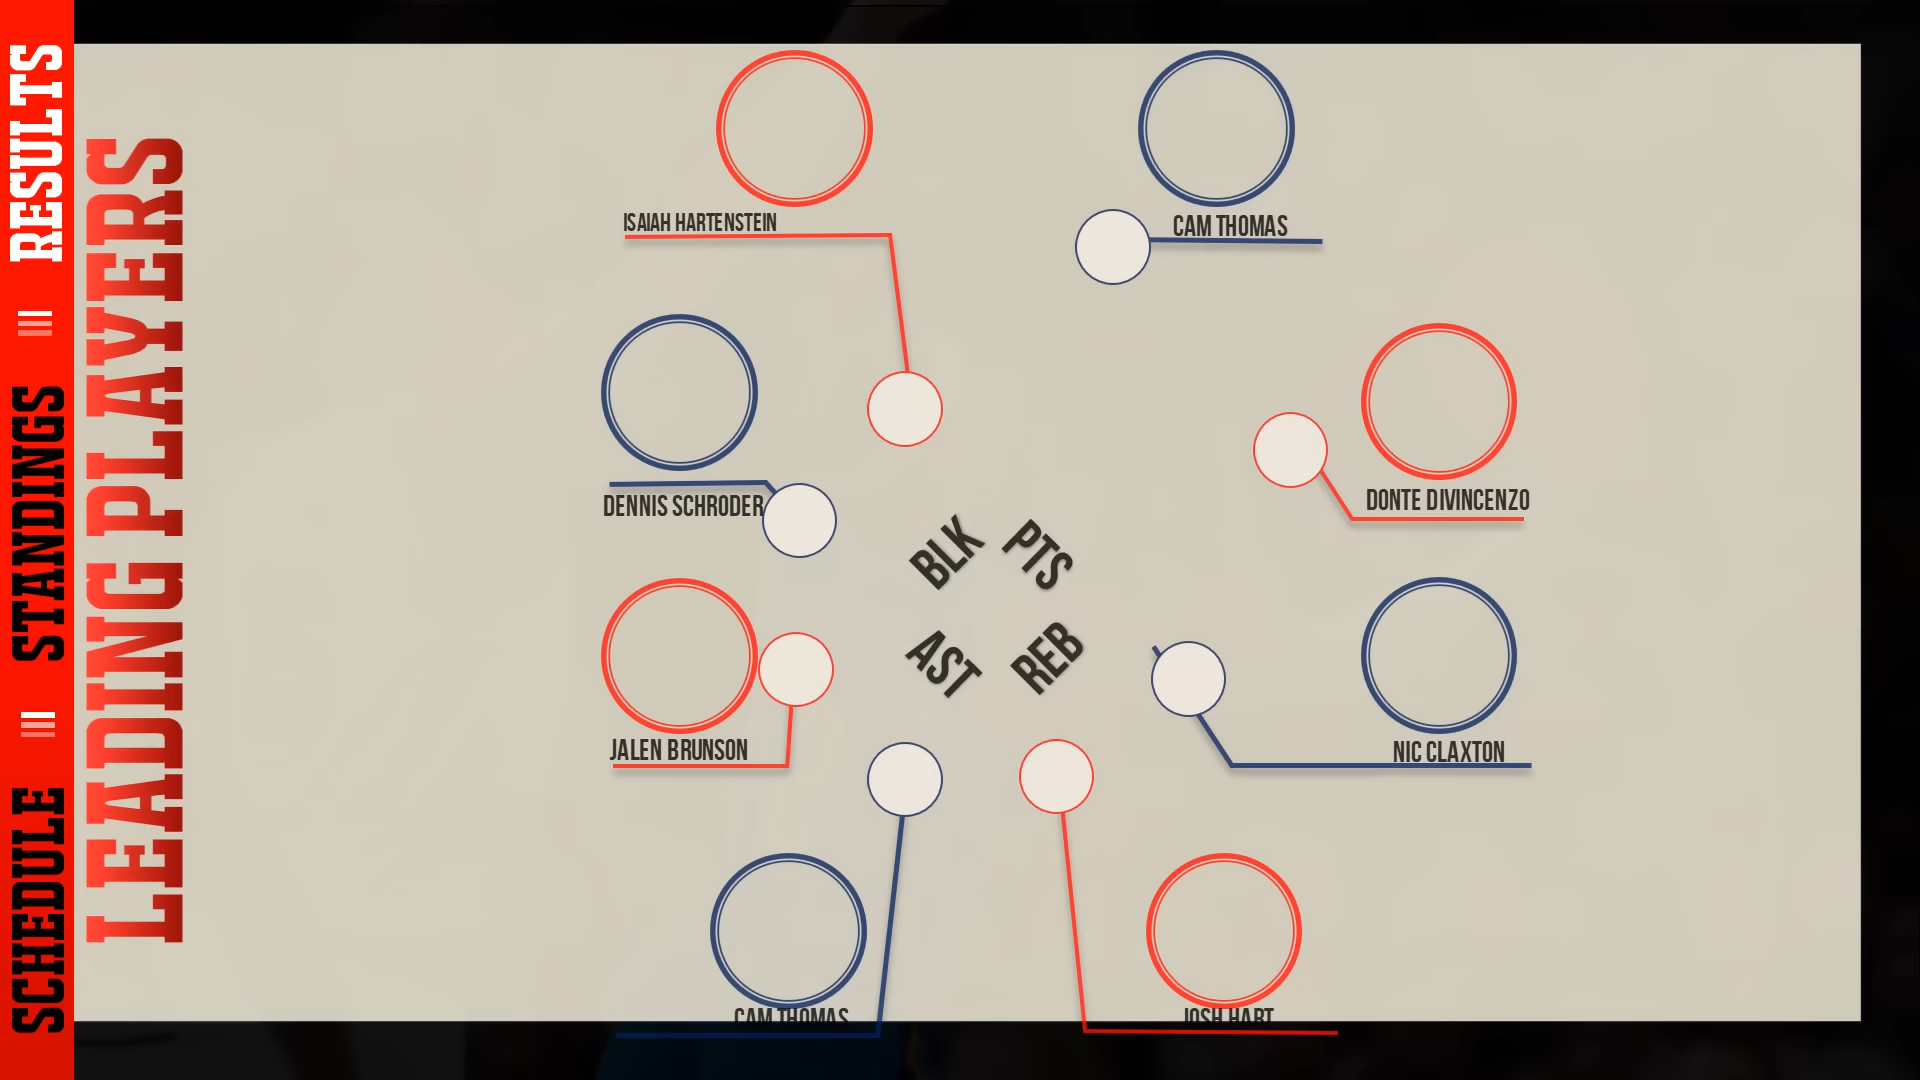 RESULTS
STANDINGS
SCHEDULE
LEADING PLAYERS
ISAIAH HARTENSTEIN
CAM THOMAS
DENNIS SCHRODER
DONTE DIVINCENZO
BLK
PTS
AST
REB
JALEN BRUNSON
NIC CLAXTON
CAM THOMAS
JOSH HART